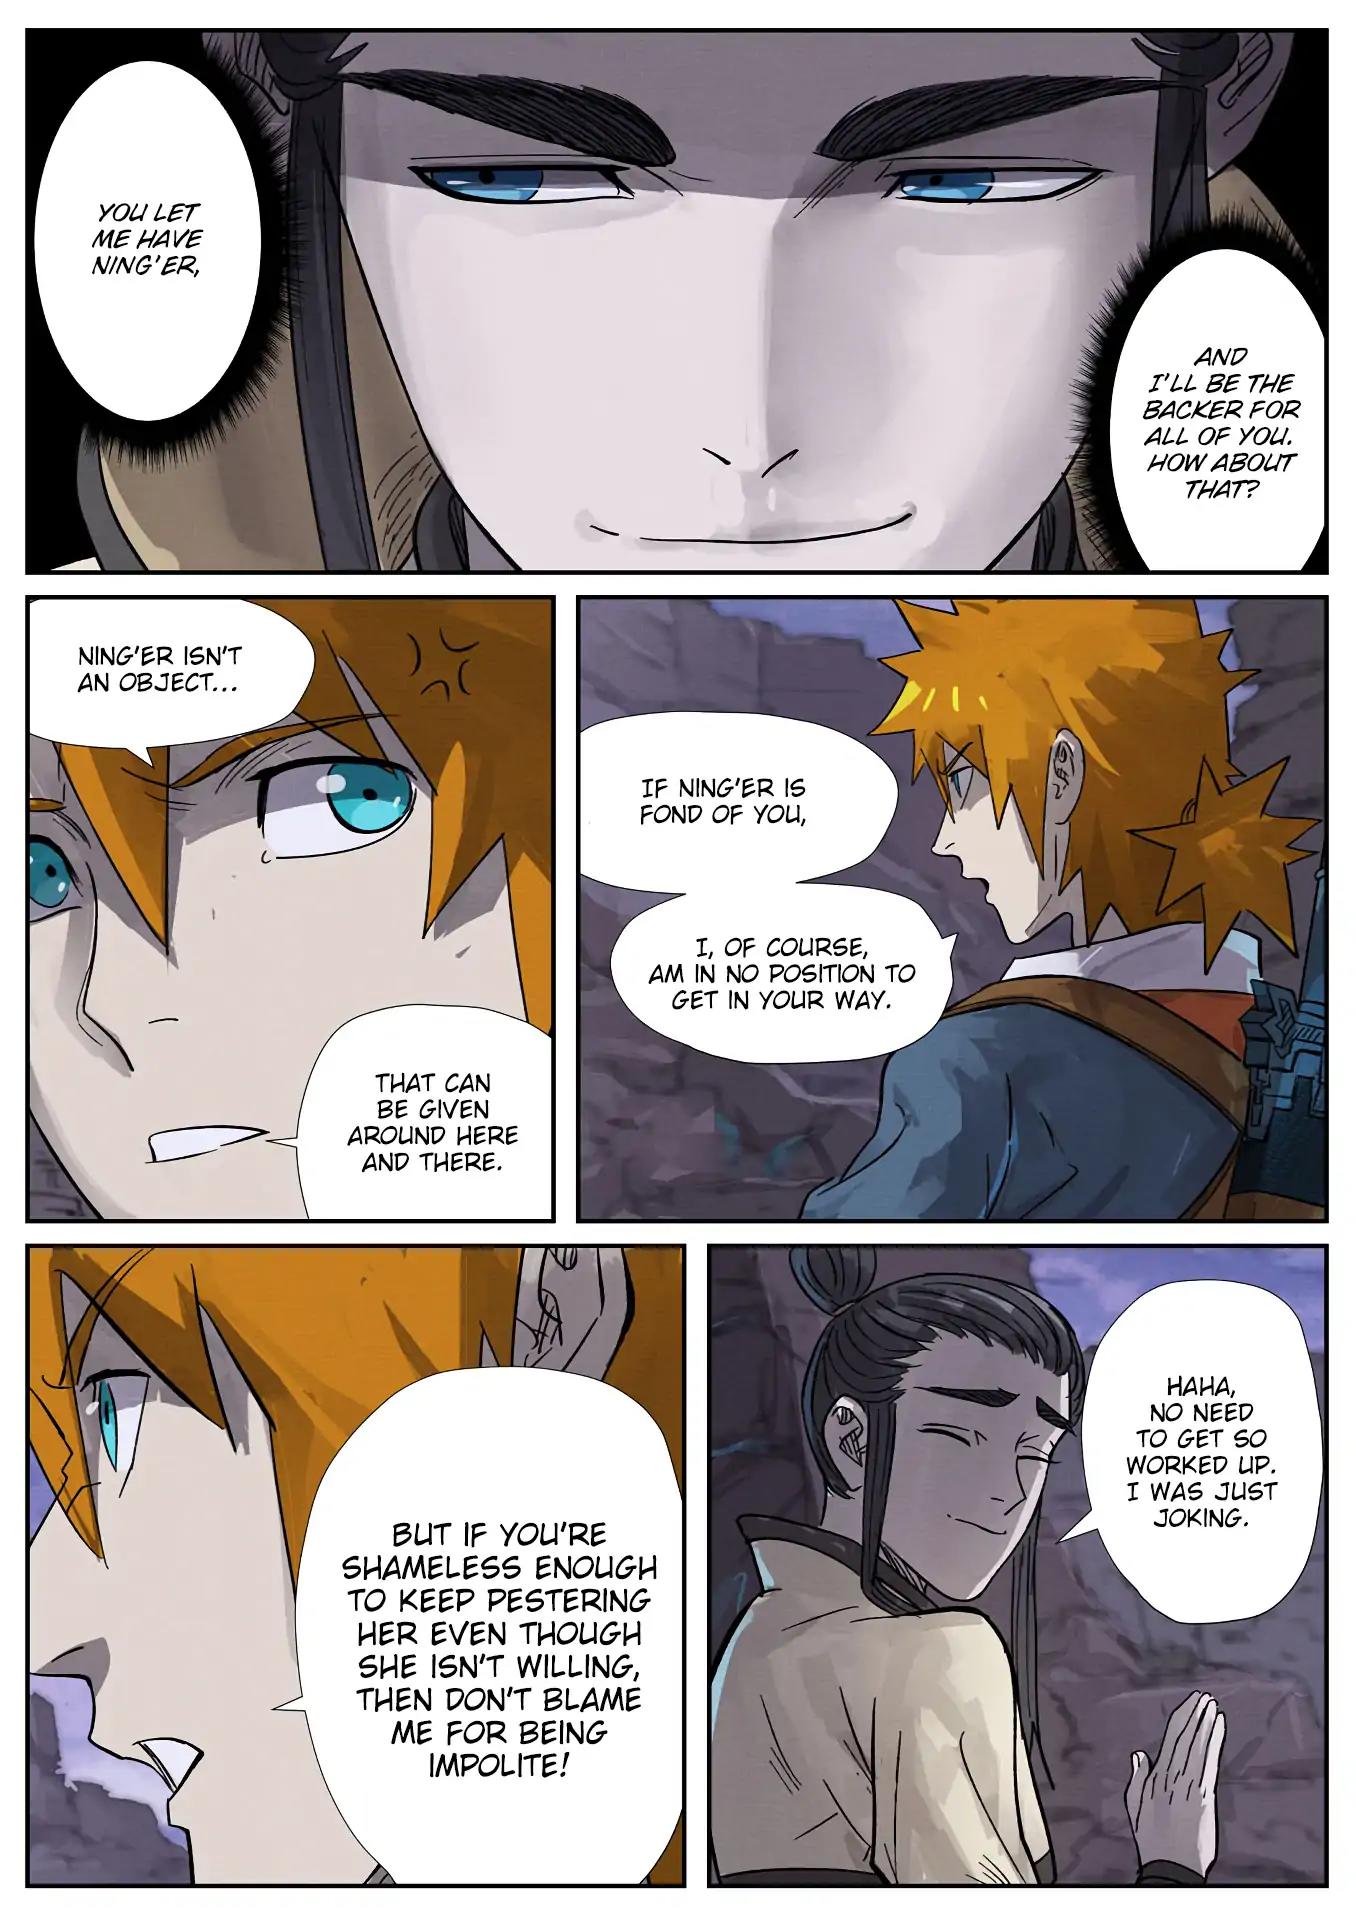 YOU LET
ME HAVE
NING'ER,
AND
I'LL BE THE
BACKER FOR
ALL OF YOU.
HOW ABOUT
THAT?
NING'ER ISN'T
AN OBJECT...
THAT CAN
BE GIVEN
AROUND HERE
AND THERE.
IF NING'ER IS
FOND OF YOU,
I, OF COURSE,
AM IN NO POSITION TO
GET IN YOUR WAY.
BUT IF YOU'RE
SHAMELESS ENOUGH
TO KEEP PESTERING
HER EVEN THOUGH
SHE ISN'T WILLING,
THEN DON'T BLAME
ME FOR BEING
IMPOLITE!
HAHA,
NO NEED
TO GET SO
WORKED UP.
I WAS JUST
JOKING.